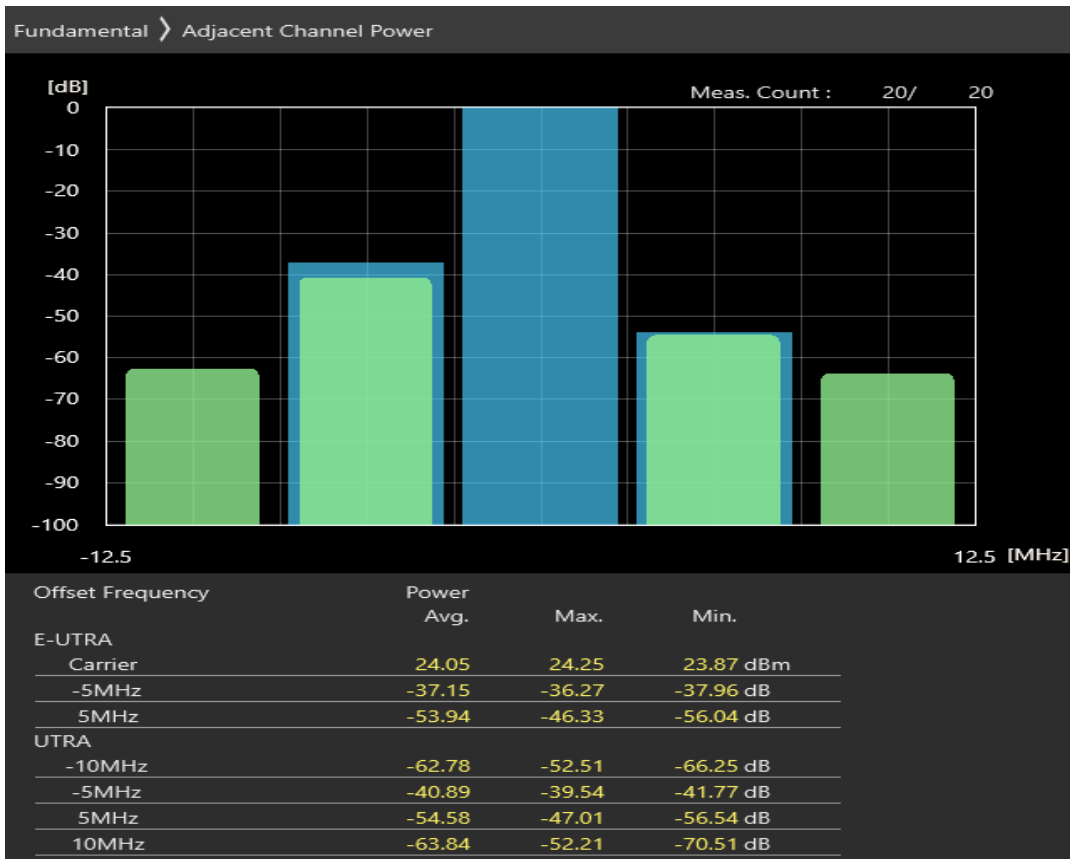 Fundamental 〉 Adjacent Channel Power
[dB]
Meas. Count : 20/ 20
0
-10
-20
-30
-40
-50
-60
-70
-80
-90
-100
-12.5 12.5 [MHz]
Offset Frequency Power
Avg. Max. Min.
E-UTRA
Carrier 24.05 24.25 23.87 dBm
-5MHz -37.15 -36.27 -37.96 dB
5MHz -53.94 -46.33 -56.04 dB
UTRA
-10MHz -62.78 -52.51 -66.25 dB
-5MHz -40.89 -39.54 -41.77 dB
5MHz -54.58 -47.01 -56.54 dB
10MHz -63.84 -52.21 -70.51 dB